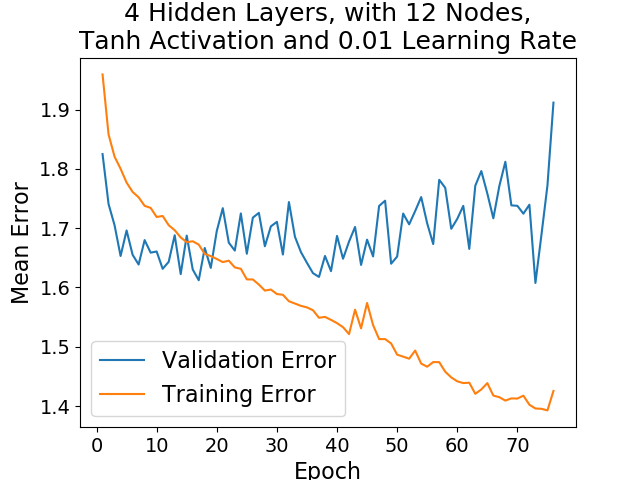 4 Hidden Layers, with 12 Nodes,
Tanh Activation and 0.01 Learning Rate
Mean Error
1.9
1.8
1.7
1.6
1.5
1.4
Validation Error
Training Error
0 10 20 30 40 50 60 70
Epoch